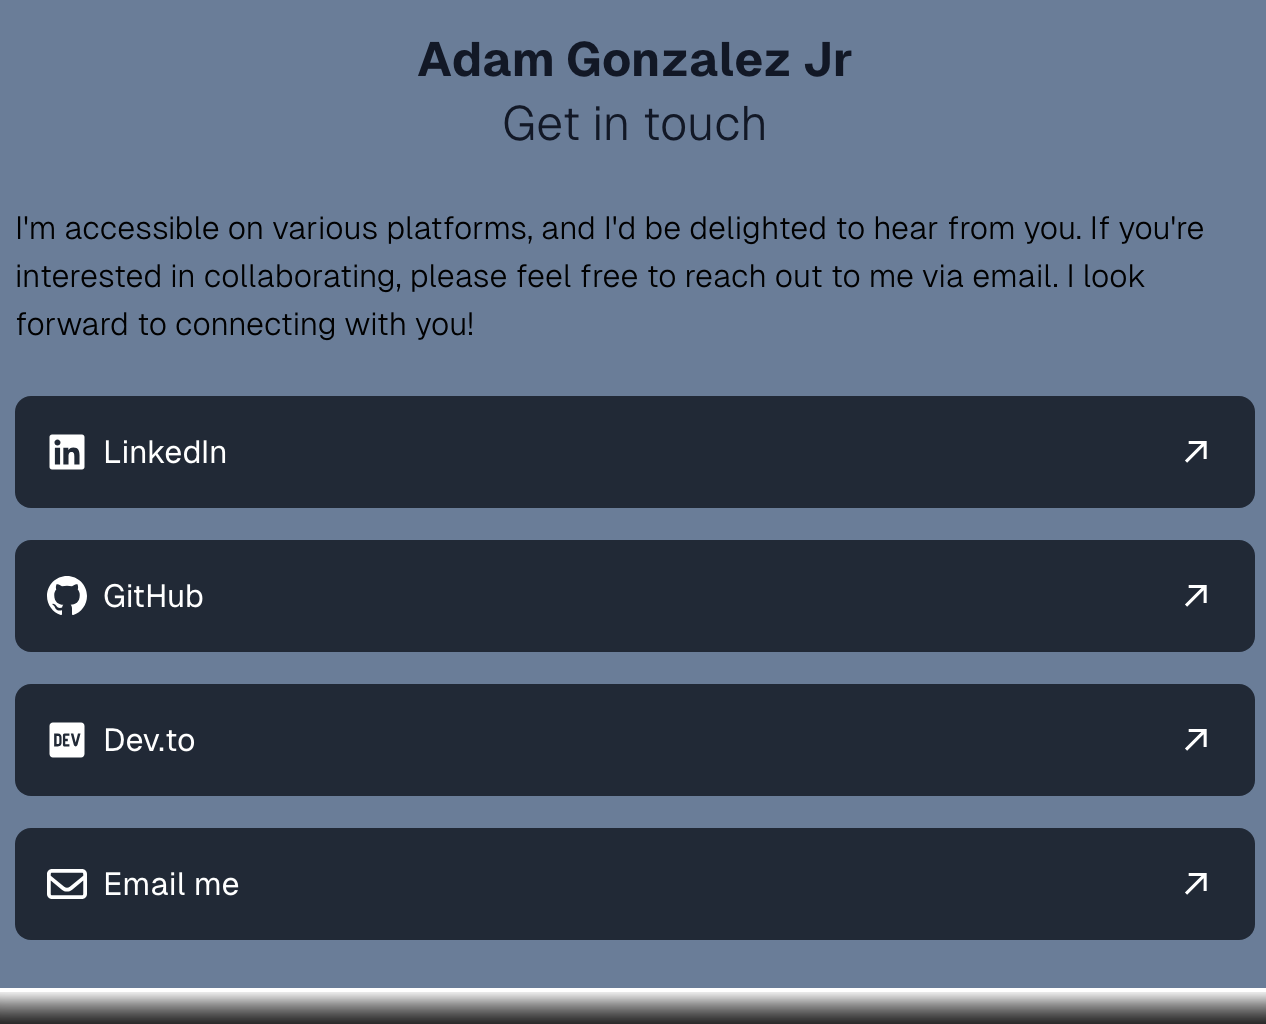 Adam Gonzalez Jr
Get in touch
I'm accessible on various platforms, and I'd be delighted to hear from you. If you're
interested in collaborating, please feel free to reach out to me via email. I look
forward to connecting with you!
in LinkedIn
GitHub
DEV Dev.to
Email me